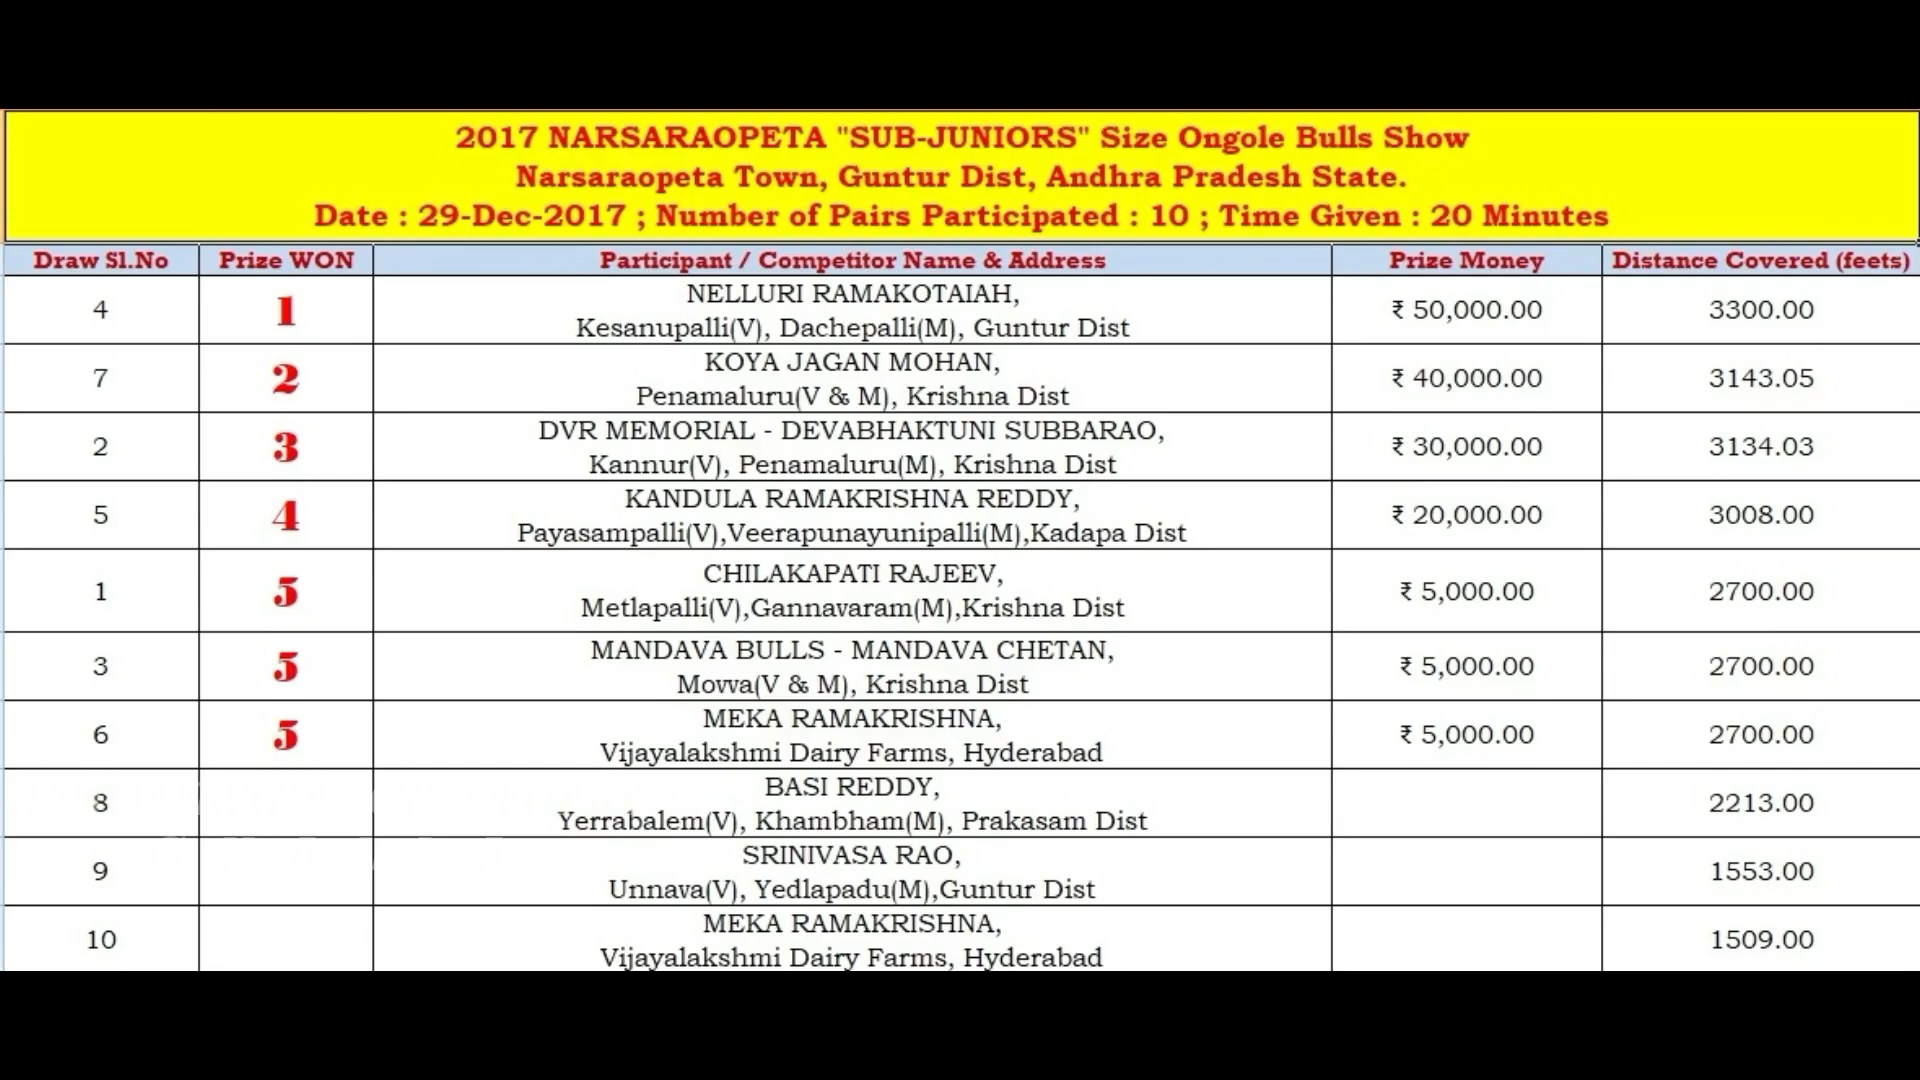 2017 NARSARAOPETA "SUB-JUNIORS" Size Ongole Bulls Show
Narsaraopeta Town, Guntur Dist, Andhra Pradesh State.
Date : 29-Dec-2017 ; Number of Pairs Participated : 10 ; Time Given : 20 Minutes
Draw Sl.No Prize WON Participant / Competitor Name & Address Prize Money Distance Covered (feets)
4 1 NELLURI RAMAKOTAIAH, ₹ 50,000.00 3300.00
Kesanupalli(V), Dachepalli(M), Guntur Dist
7 2 KOYA JAGAN MOHAN, ₹ 40,000.00 3143.05
Penamaluru(V & M), Krishna Dist
2 3 DVR MEMORIAL - DEVABHAKTUNI SUBBARAO, ₹ 30,000.00 3134.03
Kannur(V), Penamaluru(M), Krishna Dist
5 4 KANDULA RAMAKRISHNA REDDY, ₹ 20,000.00 3008.00
Payasampalli(V),Veerapunayunipalli(M),Kadapa Dist
1 5 CHILAKAPATI RAJEEV, ₹ 5,000.00 2700.00
Metlapalli(V),Gannavaram(M),Krishna Dist
3 5 MANDAVA BULLS - MANDAVA CHETAN, ₹ 5,000.00 2700.00
Movva(V & M), Krishna Dist
6 5 MEKA RAMAKRISHNA, ₹ 5,000.00 2700.00
Vijayalakshmi Dairy Farms, Hyderabad
8 BASI REDDY, 2213.00
Yerrabalem(V), Khambham(M), Prakasam Dist
9 SRINIVASA RAO, 1553.00
Unnava(V), Yedlapadu(M),Guntur Dist
10 MEKA RAMAKRISHNA, 1509.00
Vijayalakshmi Dairy Farms, Hyderabad